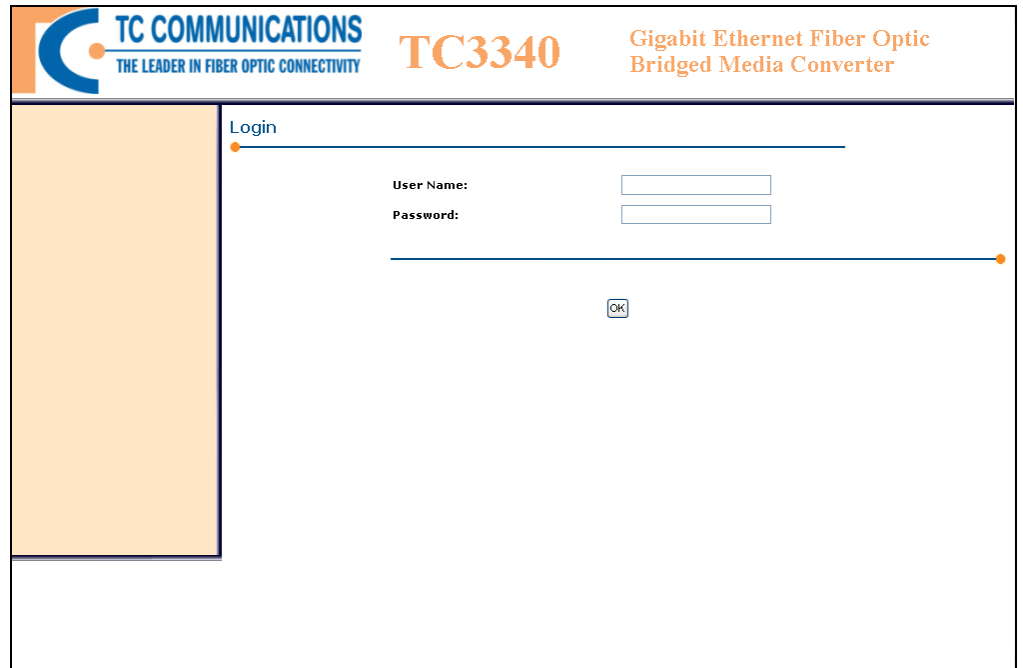 TC COMMUNICATIONS
THE LEADER IN FIBER OPTIC CONNECTIVITY
TC3340
Gigabit Ethernet Fiber Optic
Bridged Media Converter
Login
User Name:
Password:
OK